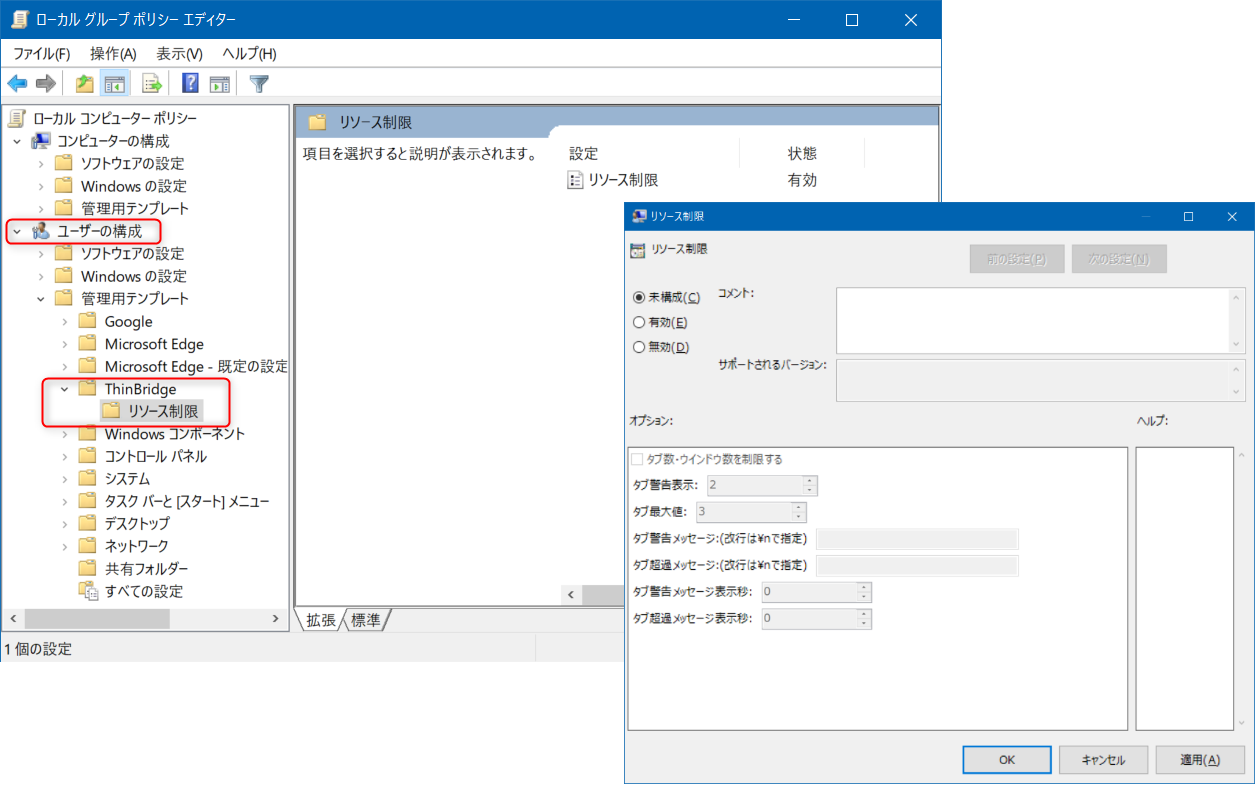 ローカル グループ ポリシー エディター
ファイル(F) 操作(A) 表示(V) ヘルプ(H)
ローカル コンピューター ポリシー
コンピューターの構成
ソフトウェアの設定
Windows の設定
管理用テンプレート
ユーザーの構成
ソフトウェアの設定
Windows の設定
管理用テンプレート
Google
Microsoft Edge
Microsoft Edge - 既定の設定
ThinBridge
リソース制限
Windows コンポーネント
コントロール パネル
システム
タスク バーと [スタート] メニュー
デスクトップ
ネットワーク
共有フォルダー
すべての設定
リソース制限
項目を選択すると説明が表示されます。
設定 状態
リソース制限 有効
拡張 標準
1 個の設定
リソース制限
リソース制限
前の設定(P) 次の設定(N)
未構成(C) コメント:
有効(E)
無効(D)
サポートされるバージョン:
オプション: ヘルプ:
タブ数・ウインドウ数を制限する
タブ警告表示: 2
タブ最大値: 3
タブ警告メッセージ:(改行は¥nで指定)
タブ超過メッセージ:(改行は¥nで指定)
タブ警告メッセージ表示秒: 0
タブ超過メッセージ表示秒: 0
OK キャンセル 適用(A)